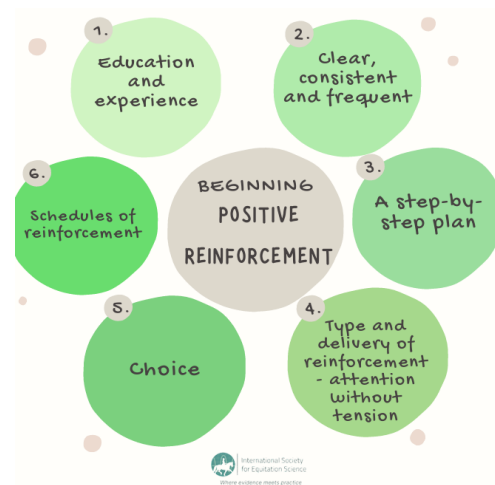 1.
Education
and
experience
2.
Clear,
consistent
and frequent
3.
A step-by-
step plan
4.
Type and
delivery of
reinforcement
- attention
without
tension
5.
Choice
6.
Schedules of
reinforcement
BEGINNING
POSITIVE
REINFORCEMENT
International Society
for Equitation Science
Where evidence meets practice